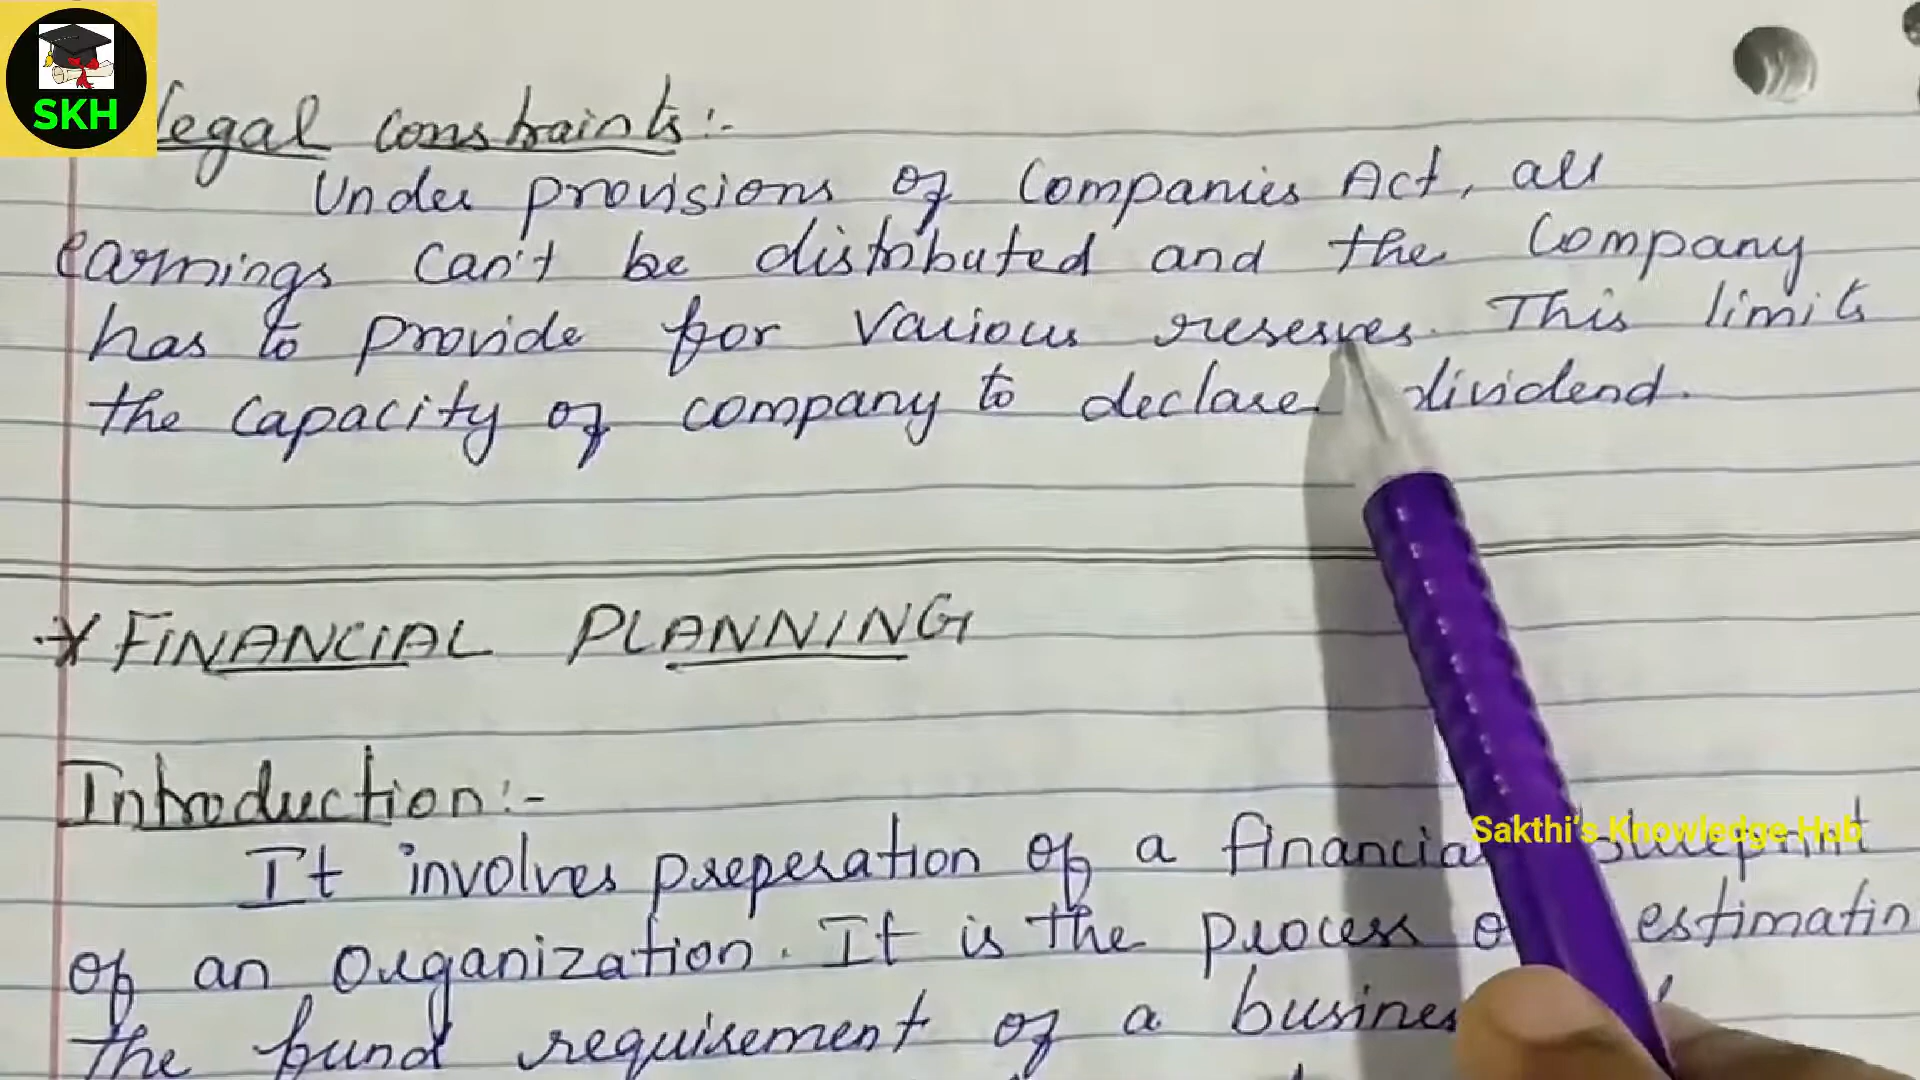 SKH
Legal constraints:-
Under provisions of Companies Act, all
earnings can't be distributed and the Company
has to provide for various reserves. This limits
the capacity of company to declare dividend.
FINANCIAL PLANNING
Introduction:-
Sakthi's Knowledge Hub
It involves preperation of a financial blueprint
of an organization. It is the process estimatin
the fund requirement of a